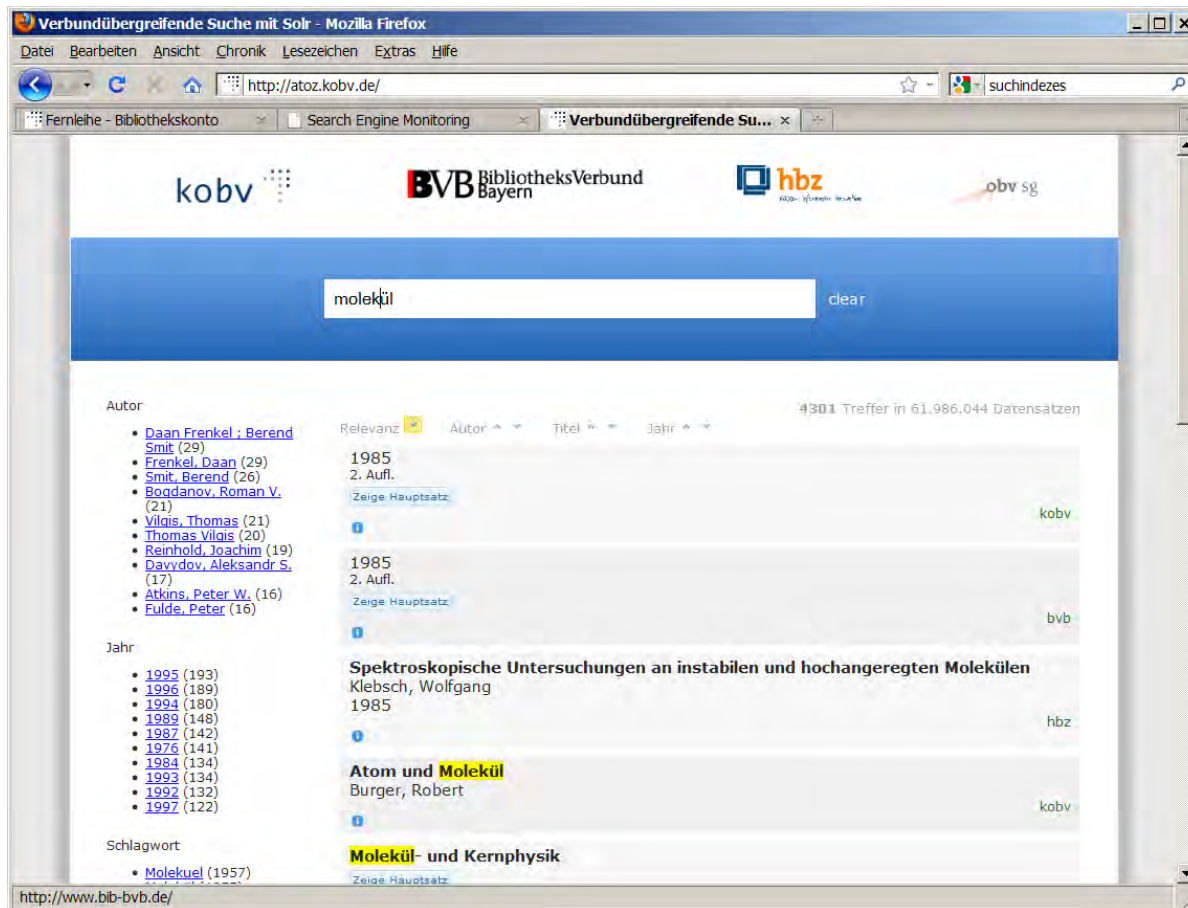 Verbundübergreifende Suche mit Solr - Mozilla Firefox
Datei Bearbeiten Ansicht Chronik Lesezeichen Extras Hilfe
http://atoz.kobv.de/ suchindezes
Fernleihe - Bibliothekskonto Search Engine Monitoring Verbundübergreifende Su...
kobv BVB BibliotheksVerbund Bayern hbz obv sg
molekül clear
4301 Treffer in 61.986.044 Datensätzen
Relevanz Autor Titel Jahr
Autor
Daan Frenkel ; Berend
Smit (29)
Frenkel, Daan (29)
Smit, Berend (26)
Bogdanov, Roman V.
(21)
Vilgis, Thomas (21)
Thomas Vilgis (20)
Reinhold, Joachim (19)
Davydov, Aleksandr S.
(17)
Atkins, Peter W. (16)
Fulde, Peter (16)
Jahr
1995 (193)
1996 (189)
1994 (180)
1989 (148)
1987 (142)
1976 (141)
1984 (134)
1993 (134)
1992 (132)
1997 (122)
Schlagwort
Molekuel (1957)
1985
2. Aufl.
Zeige Hauptsatz
kobv
1985
2. Aufl.
Zeige Hauptsatz
bvb
Spektroskopische Untersuchungen an instabilen und hochangeregten Molekülen
Klebsch, Wolfgang
1985
hbz
Atom und Molekül
Burger, Robert
kobv
Molekül- und Kernphysik
Zeige Hauptsatz
http://www.bib-bvb.de/